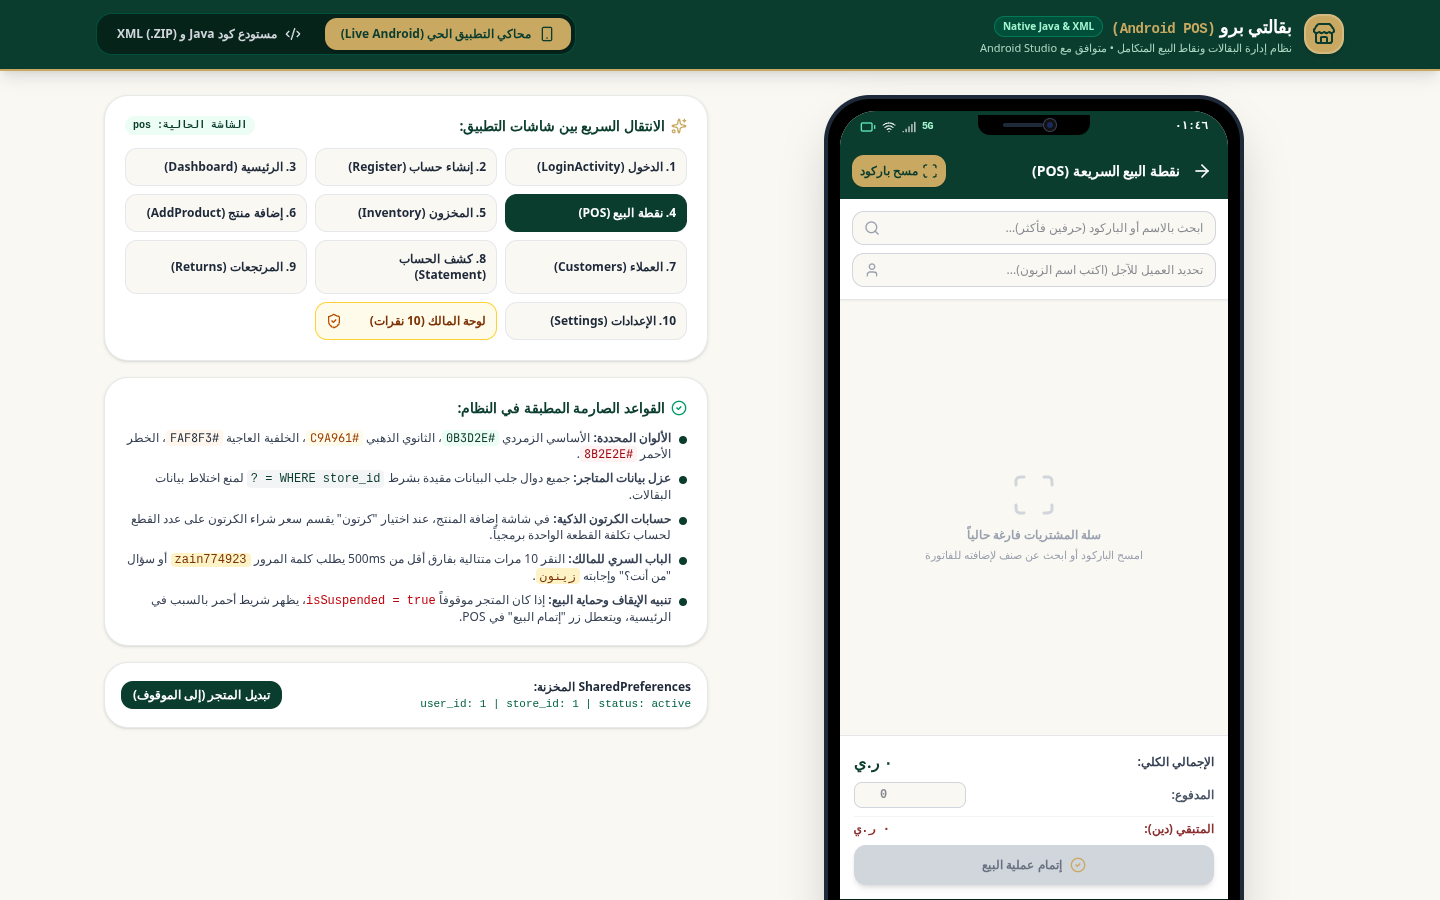 بقالتي برو (Android POS) Native Java & XML
نظام إدارة البقالات ونقاط البيع المتكامل • متوافق مع Android Studio
محاكي التطبيق الحي (Live Android)
مستودع كود Java و XML (.ZIP)
٠١:٤٦
5G
نقطة البيع السريعة (POS)
مسح باركود
ابحث بالاسم أو الباركود (حرفين فأكثر)...
تحديد العميل للآجل (اكتب اسم الزبون)...
سلة المشتريات فارغة حالياً
امسح الباركود أو ابحث عن صنف لإضافته للفاتورة
الإجمالي الكلي: ٠ ر.ي
المدفوع: 0
المتبقي (دين): ٠ ر.ي
إتمام عملية البيع
الانتقال السريع بين شاشات التطبيق:
الشاشة الحالية: pos
1. الدخول (LoginActivity)
2. إنشاء حساب (Register)
3. الرئيسية (Dashboard)
4. نقطة البيع (POS)
5. المخزون (Inventory)
6. إضافة منتج (AddProduct)
7. العملاء (Customers)
8. كشف الحساب
(Statement)
9. المرتجعات (Returns)
10. الإعدادات (Settings)
لوحة المالك (10 نقرات)
القواعد الصارمة المطبقة في النظام:
الألوان المحددة: الأساسي الزمردي #0B3D2E، الثانوي الذهبي #C9A961، الخلفية العاجية #FAF8F3، الخطر
الأحمر #8B2E2E.
عزل بيانات المتاجر: جميع دوال جلب البيانات مقيدة بشرط WHERE store_id = ? لمنع اختلاط بيانات
البقالات.
حسابات الكرتون الذكية: في شاشة إضافة المنتج، عند اختيار "كرتون" يقسم سعر شراء الكرتون على عدد القطع
لحساب تكلفة القطعة الواحدة برمجياً.
الباب السري للمالك: النقر 10 مرات متتالية بفارق أقل من 500ms يطلب كلمة المرور zain774923 أو سؤال
"من أنت؟" وإجابته زينون.
تنبيه الإيقاف وحماية البيع: إذا كان المتجر موقوفاً isSuspended = true، يظهر شريط أحمر بالسبب في
الرئيسية، ويتعطل زر "إتمام البيع" في POS.
SharedPreferences المخزنة:
user_id: 1 | store_id: 1 | status: active
تبديل المتجر (إلى الموقوف)